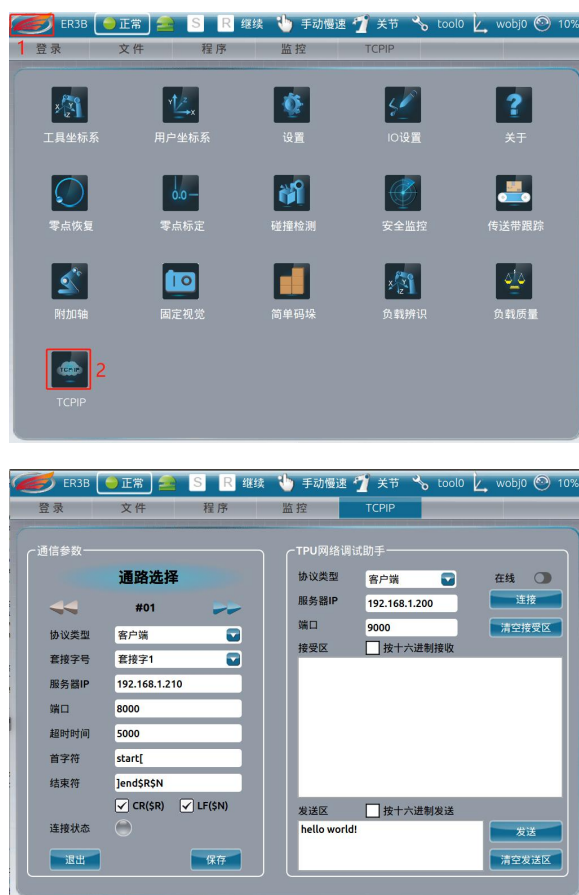 ER3B 正常 S R 继续 手动慢速 关节 tool0 wobj0 10%
1 登录 文件 程序 监控 TCPIP
工具坐标系 用户坐标系 设置 IO设置 关于
零点恢复 零点标定 碰撞检测 安全监控 传送带跟踪
附加轴 固定视觉 简单码垛 负载辨识 负载质量
TCPIP 2
TCPIP
ER3B 正常 S R 继续 手动慢速 关节 tool0 wobj0 10%
登录 文件 程序 监控 TCPIP
通信参数
通路选择
#01
协议类型 客户端
套接字号 套接字1
服务器IP 192.168.1.210
端口 8000
超时时间 5000
首字符 start[
结束符 ]end$R$N
CR($R) LF($N)
连接状态
退出 保存
TPU网络调试助手
协议类型 客户端 在线
服务器IP 192.168.1.200 连接
端口 9000 清空接受区
接受区 按十六进制接收
发送区 按十六进制发送
hello world! 发送
清空发送区